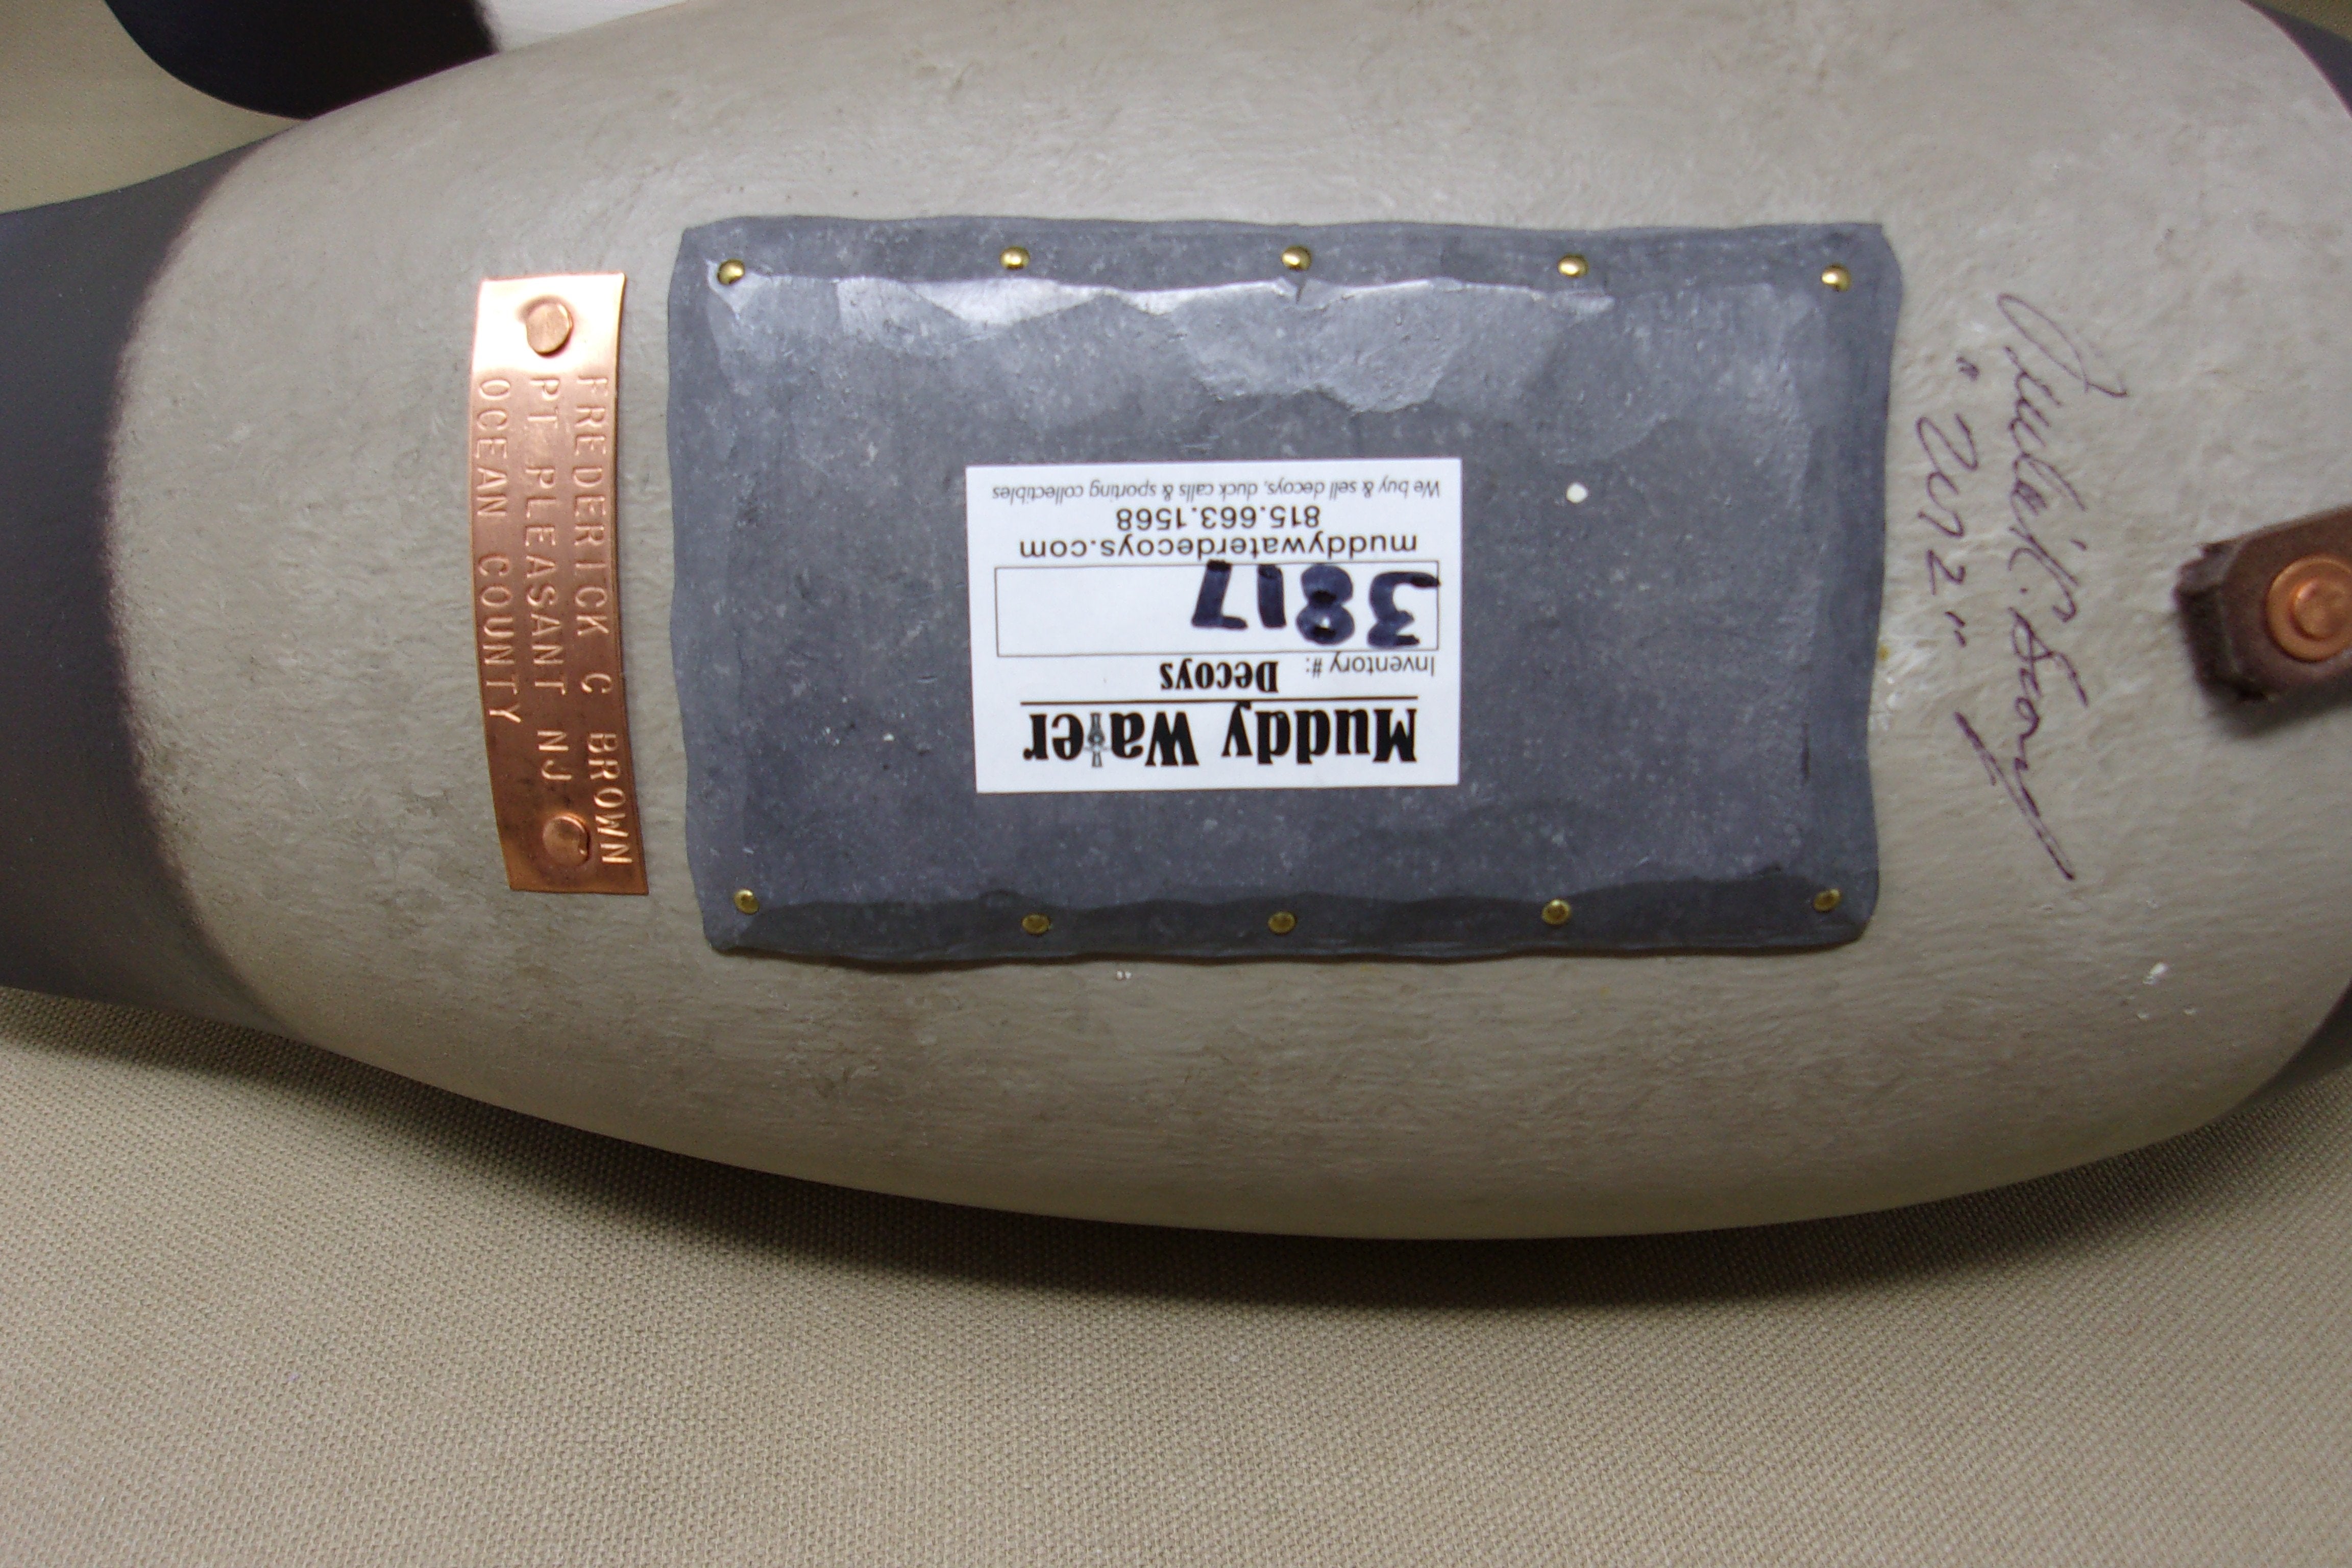 FREDERICK C BROWN
PT PLEASANT NJ
OCEAN COUNTY
Muddy Water
Decoys
Inventory #:
3817
muddywaterdecoys.com
815.663.1568
We buy & sell decoys, duck calls & sporting collectibles